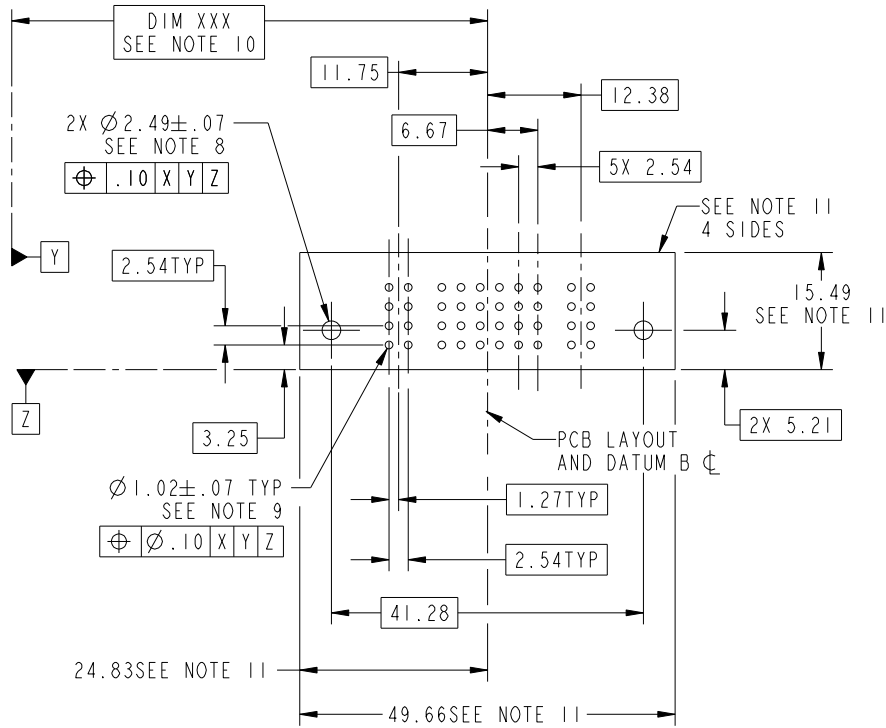 DIM XXX
SEE NOTE 10
11.75
12.38
2X Ø2.49±.07
SEE NOTE 8
6.67
⌖ .10 X Y Z
5X 2.54
SEE NOTE 11
4 SIDES
Y
2.54TYP
15.49
SEE NOTE 11
Z
3.25
2X 5.21
PCB LAYOUT
AND DATUM B ℄
Ø1.02±.07 TYP
SEE NOTE 9
1.27TYP
⌖ Ø.10 X Y Z
2.54TYP
41.28
24.83SEE NOTE 11
49.66SEE NOTE 11